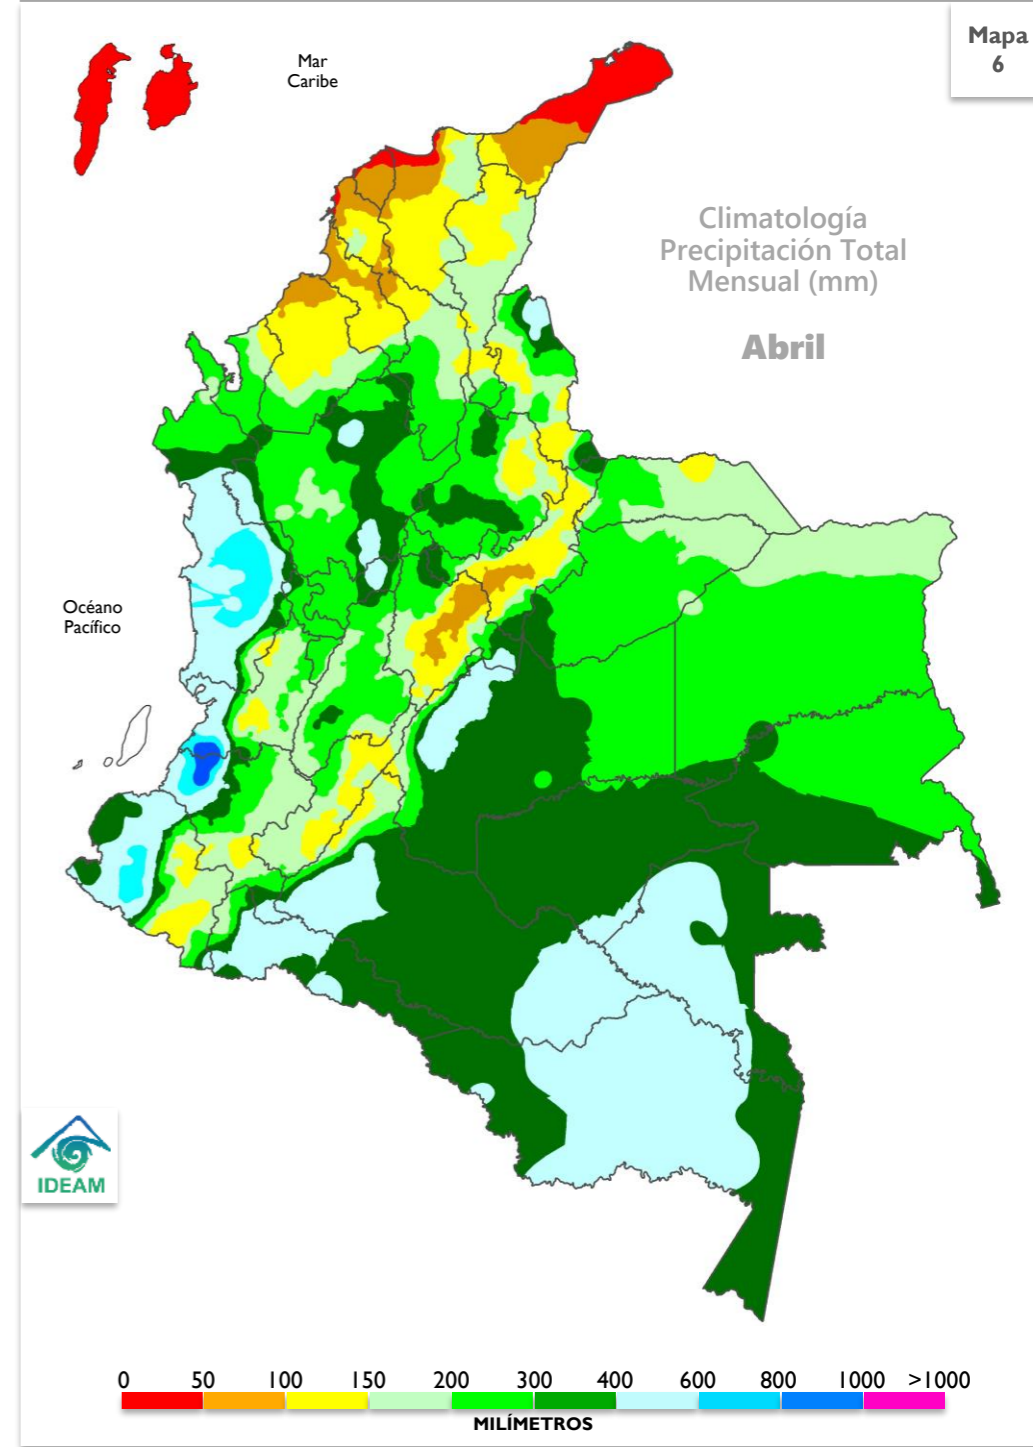 Mapa
6
Mar
Caribe
Climatología
Precipitación Total
Mensual (mm)
Abril
Océano
Pacífico
IDEAM
0 50 100 150 200 300 400 600 800 1000 >1000
MILÍMETROS